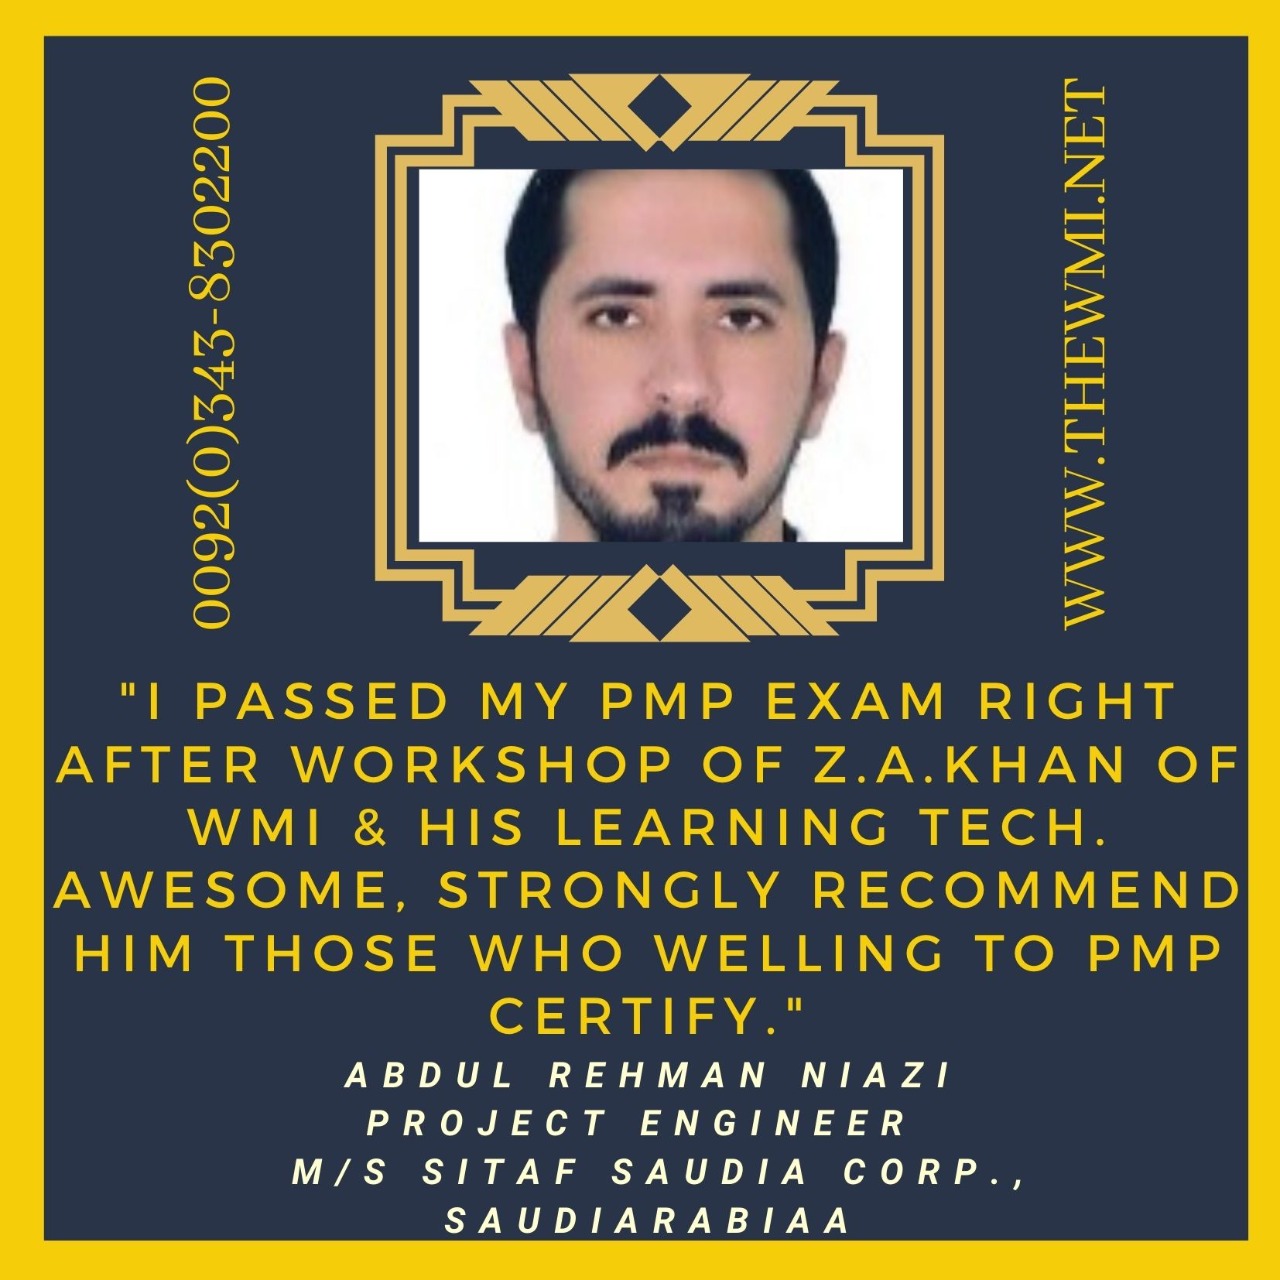 0092(0)343-8302200
WWW.THEWMI.NET
"I PASSED MY PMP EXAM RIGHT
AFTER WORKSHOP OF Z.A.KHAN OF
WMI & HIS LEARNING TECH.
AWESOME, STRONGLY RECOMMEND
HIM THOSE WHO WELLING TO PMP
CERTIFY."
ABDUL REHMAN NIAZI
PROJECT ENGINEER
M/S SITAF SAUDIA CORP.,
SAUDIARABIAA